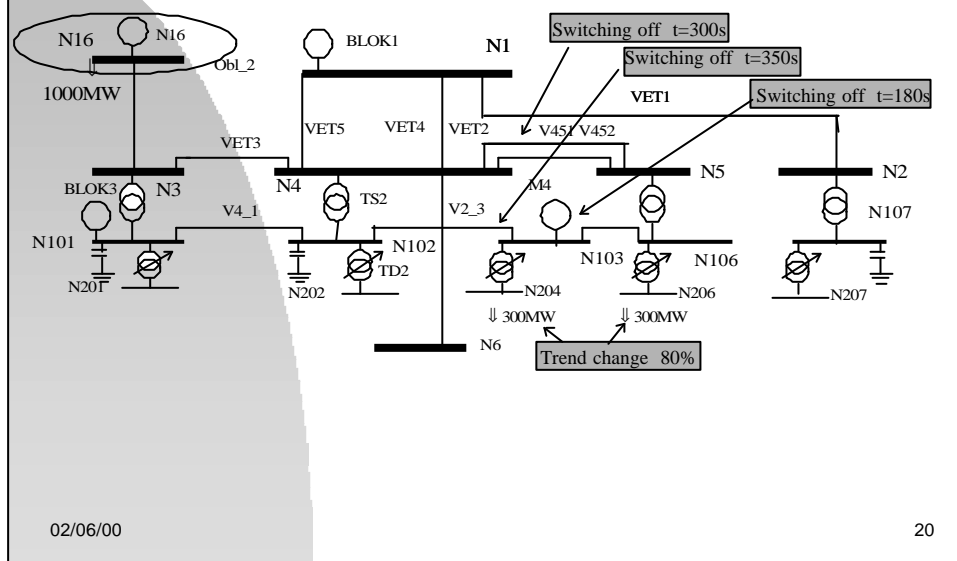 Switching off t=300s
N16
N16
BLOK1
N1
Obl_2
Switching off t=350s
⇓
1000MW
VET1
Switching off t=180s
VET5
VET4
VET2
V451 V452
VET3
BLOK3
N3
N4
TS2
M4
N5
N2
V4_1
V2_3
N107
N101
N102
N103
N106
TD2
N201
N202
N204
N206
N207
⇓ 300MW
⇓ 300MW
N6
Trend change 80%
02/06/00
20